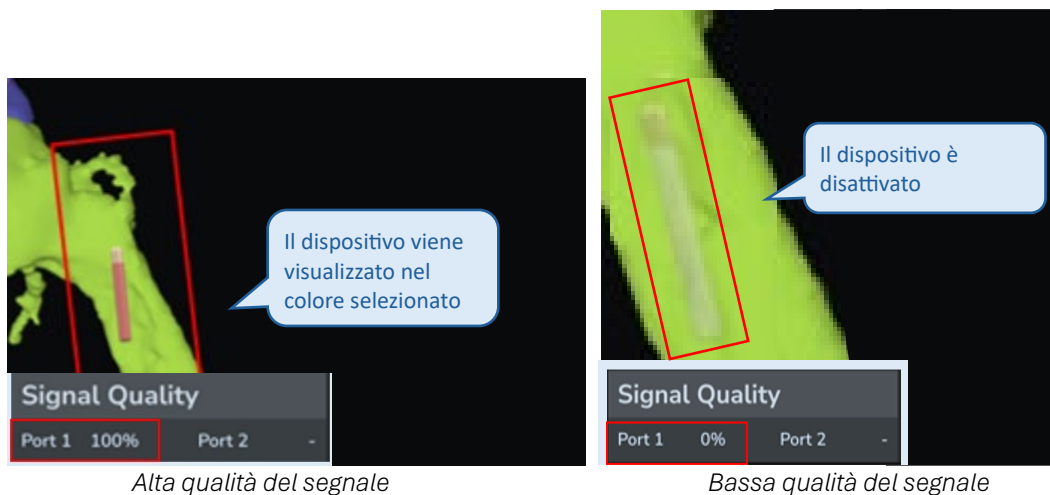 Il dispositivo viene
visualizzato nel
colore selezionato
Signal Quality
Port 1 100% Port 2 -
Alta qualità del segnale
Il dispositivo è
disattivato
Signal Quality
Port 1 0% Port 2 -
Bassa qualità del segnale